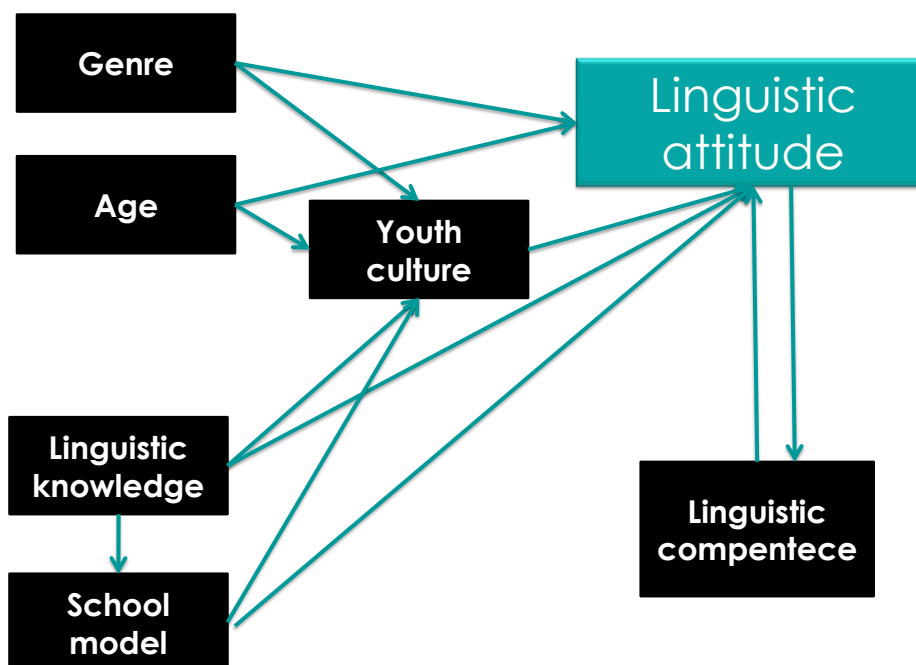 Genre
Linguistic
attitude
Age
Youth
culture
Linguistic
knowledge
Linguistic
compentece
School
model